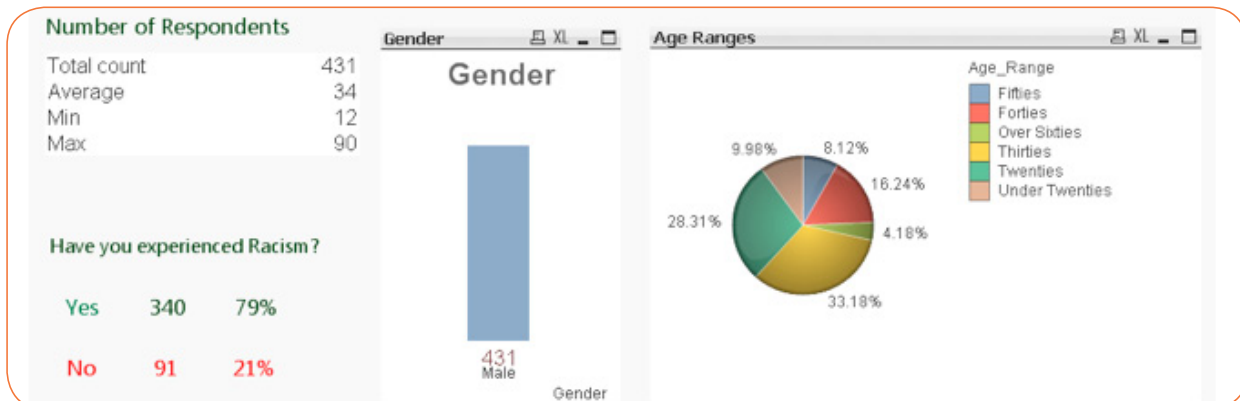 Number of Respondents
Total count 431
Average 34
Min 12
Max 90
Have you experienced Racism?
Yes 340 79%
No 91 21%
Gender XL
Gender
431
Male
Gender
Age Ranges XL
Age_Range
Fifties
Forties
Over Sixties
Thirties
Twenties
Under Twenties
9.98% 8.12%
16.24%
28.31% 4.18%
33.18%